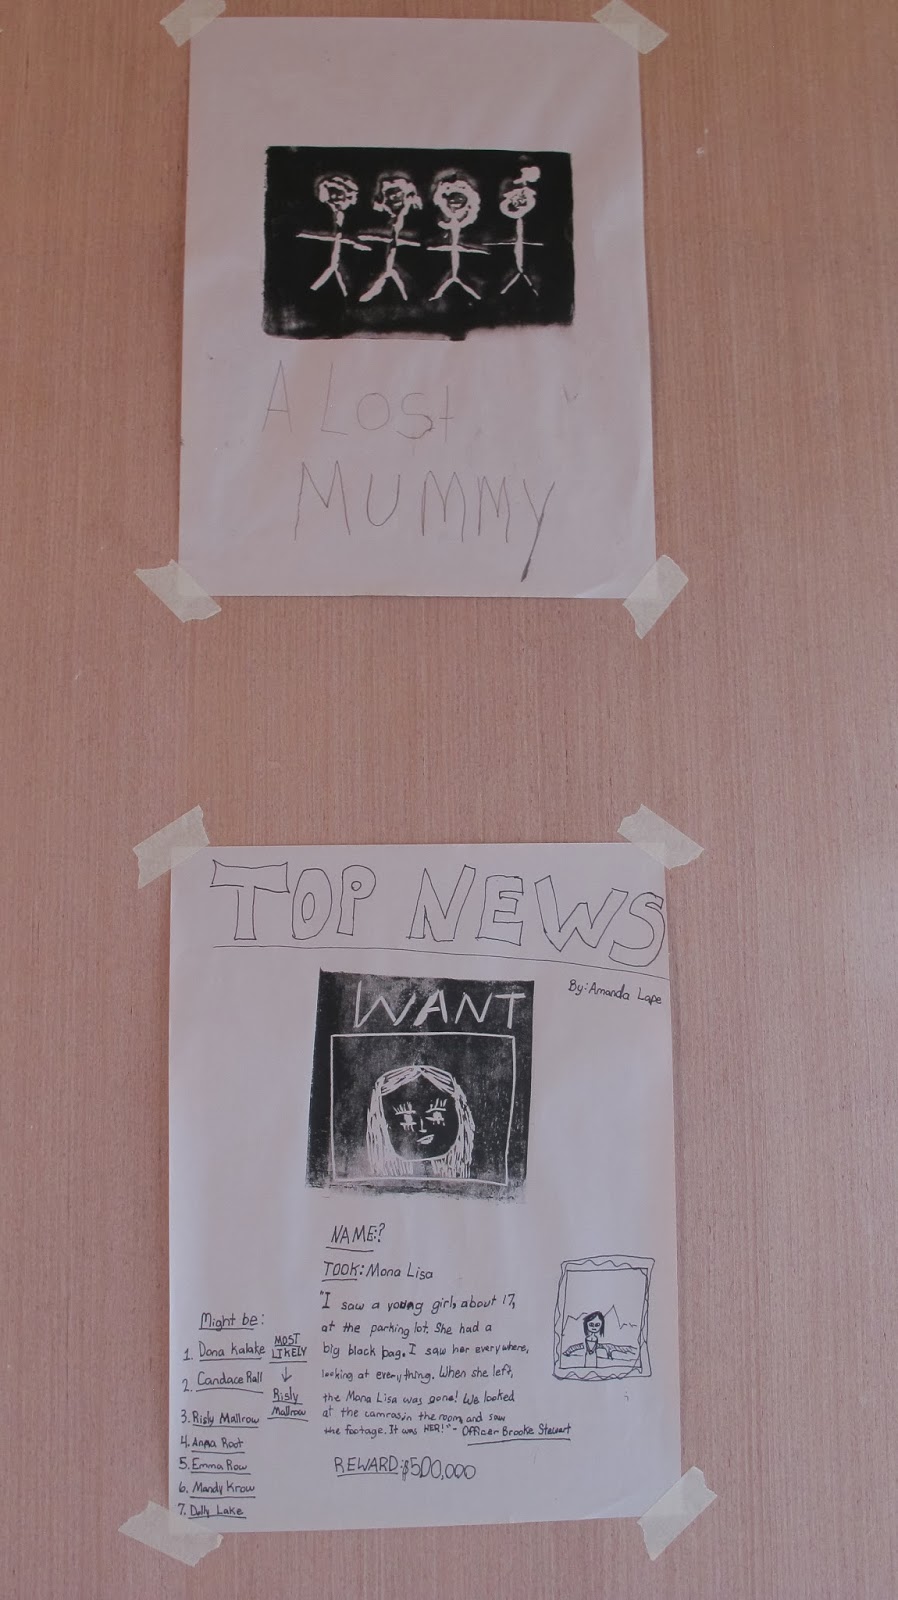 A Lost
MUMMY
TOP NEWS
By: Amanda Lape
WANT
NAME:?
TOOK: Mona Lisa
"I saw a young girl, about 17,
at the parking lot. She had a
big black bag. I saw her everywhere,
looking at everything. When she left,
the Mona Lisa was gone! We looked
at the camras, in the room, and saw
the footage. It was HER!" - Officer Brooke Stewart
REWARD: $500,000
Might be:
1. Dana Kalake
2. Candace Rall
3. Risly Mallrow
4. Anna Root
5. Emma Row
6. Mandy Krow
7. Dolly Lake
MOST
LIKELY
↓
Risly
Mallrow